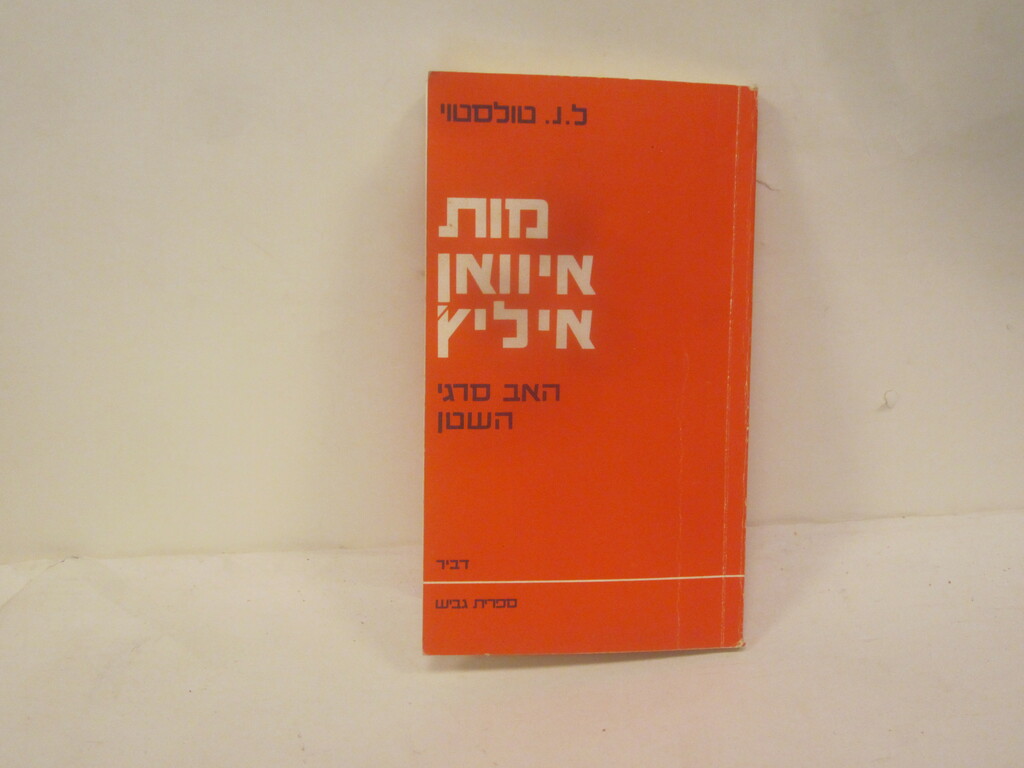 ל.נ. טולסטוי
מות
איוואן
איליץ'
האב סרגי
השטן
דביר
ספרית גביש